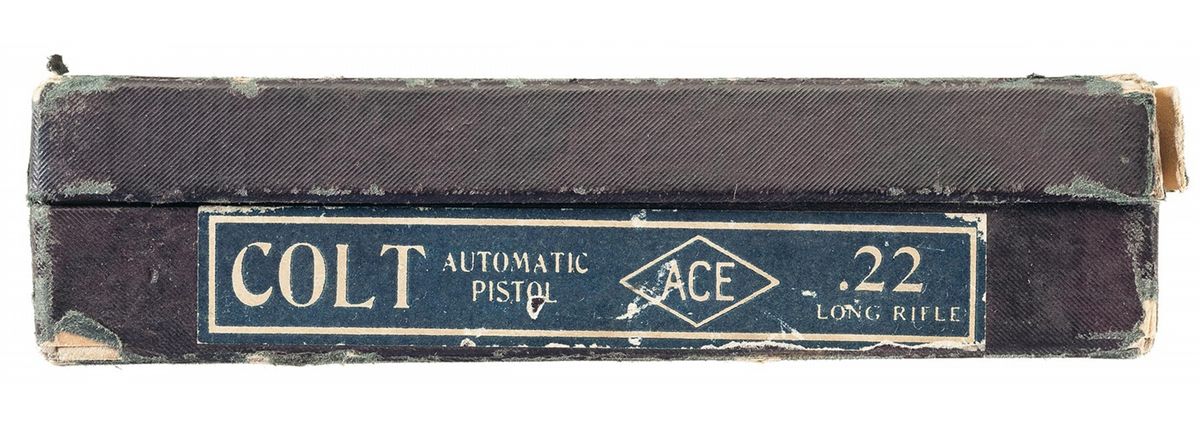 COLT
AUTOMATIC
PISTOL
ACE
.22
LONG RIFLE